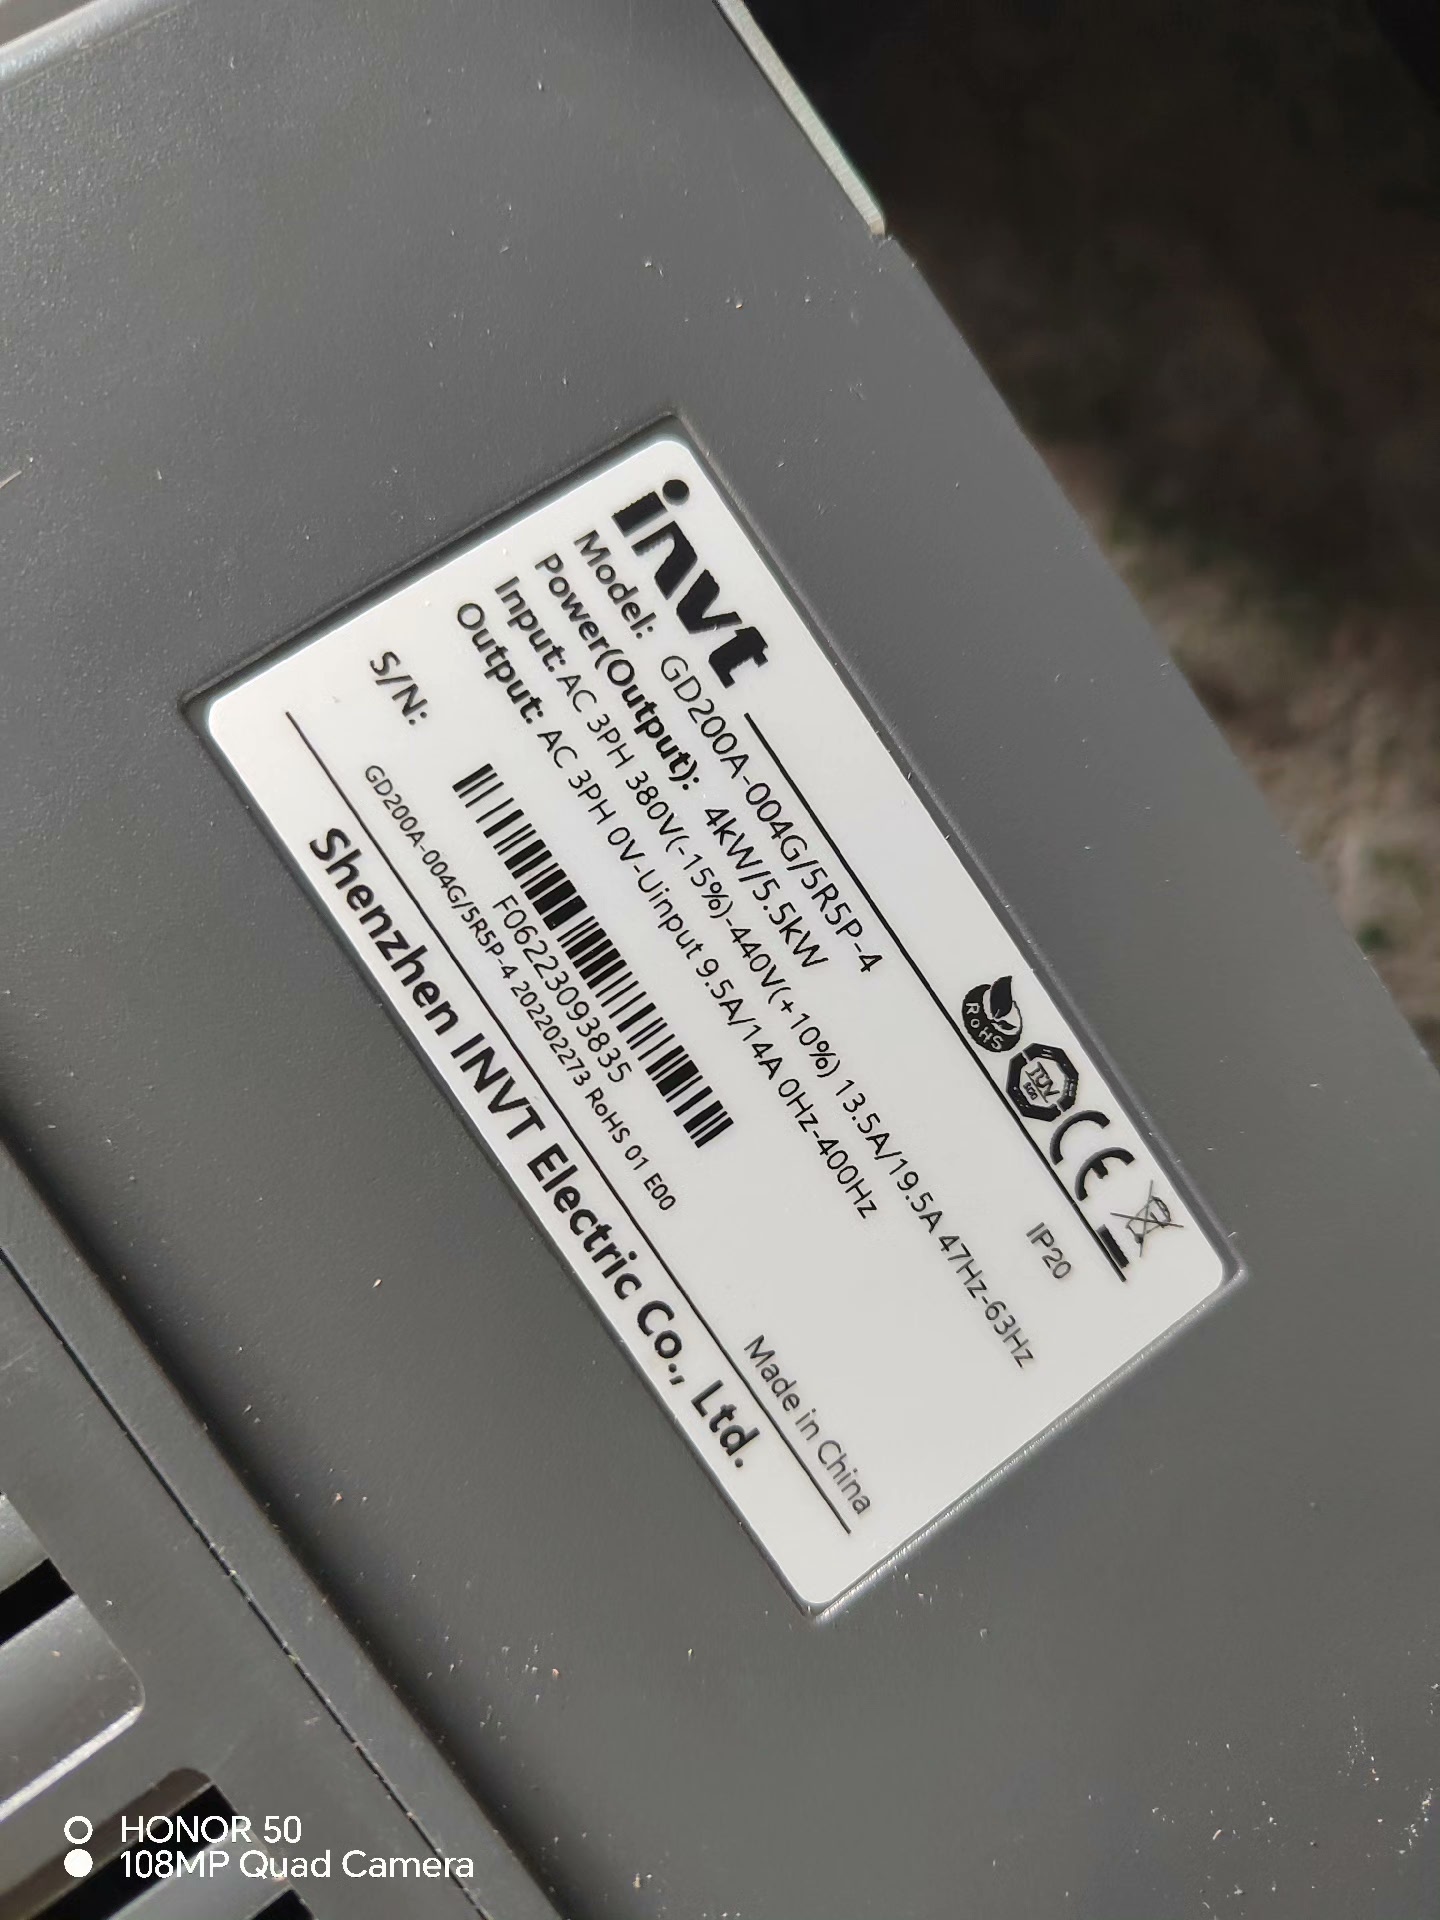 invt
RoHS
TÜV
SÜD
CE
Model: GD200A-004G/5R5P-4
IP20
Power(Output): 4kW/5.5kW
Input: AC 3PH 380V(-15%)-440V(+10%) 13.5A/19.5A 47Hz-63Hz
Output: AC 3PH 0V-Uinput 9.5A/14A 0Hz-400Hz
S/N:
F06223093835
GD200A-004G/5R5P-4 202202273 RoHS 01 E00
Made in China
Shenzhen INVT Electric Co., Ltd.
HONOR 50
108MP Quad Camera